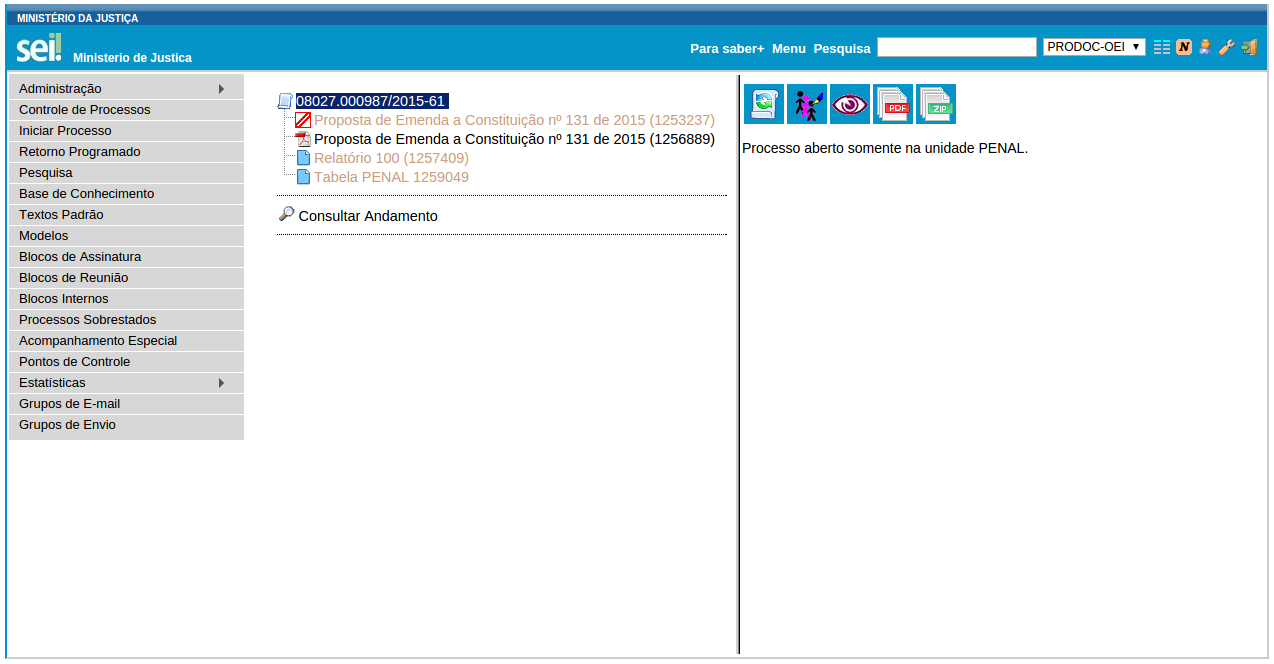 MINISTÉRIO DA JUSTIÇA
sei! Ministerio de Justica
Para saber+ Menu Pesquisa PRODOC-OEI
N
Administração
Controle de Processos
Iniciar Processo
Retorno Programado
Pesquisa
Base de Conhecimento
Textos Padrão
Modelos
Blocos de Assinatura
Blocos de Reunião
Blocos Internos
Processos Sobrestados
Acompanhamento Especial
Pontos de Controle
Estatísticas
Grupos de E-mail
Grupos de Envio
08027.000987/2015-61
Proposta de Emenda a Constituição nº 131 de 2015 (1253237)
Proposta de Emenda a Constituição nº 131 de 2015 (1256889)
Relatório 100 (1257409)
Tabela PENAL 1259049
Consultar Andamento
PDF ZIP
Processo aberto somente na unidade PENAL.